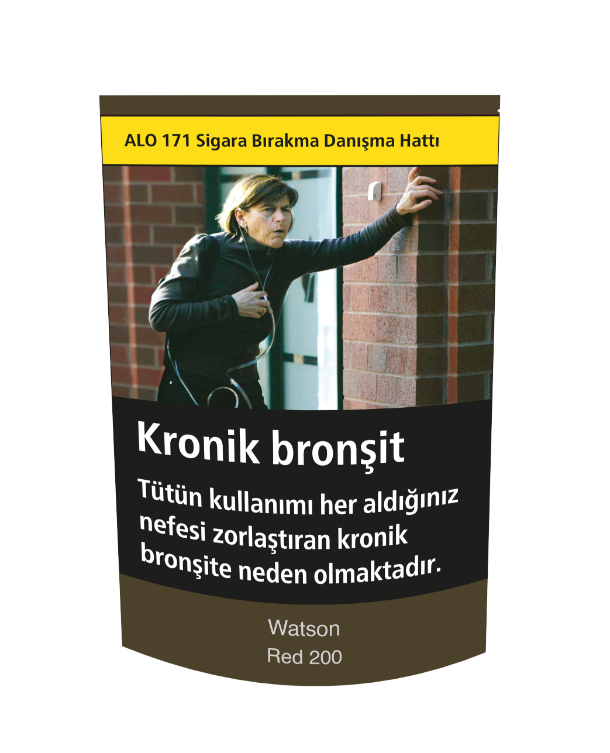 ALO 171 Sigara Bırakma Danışma Hattı
Kronik bronşit
Tütün kullanımı her aldığınız
nefesi zorlaştıran kronik
bronşite neden olmaktadır.
Watson
Red 200